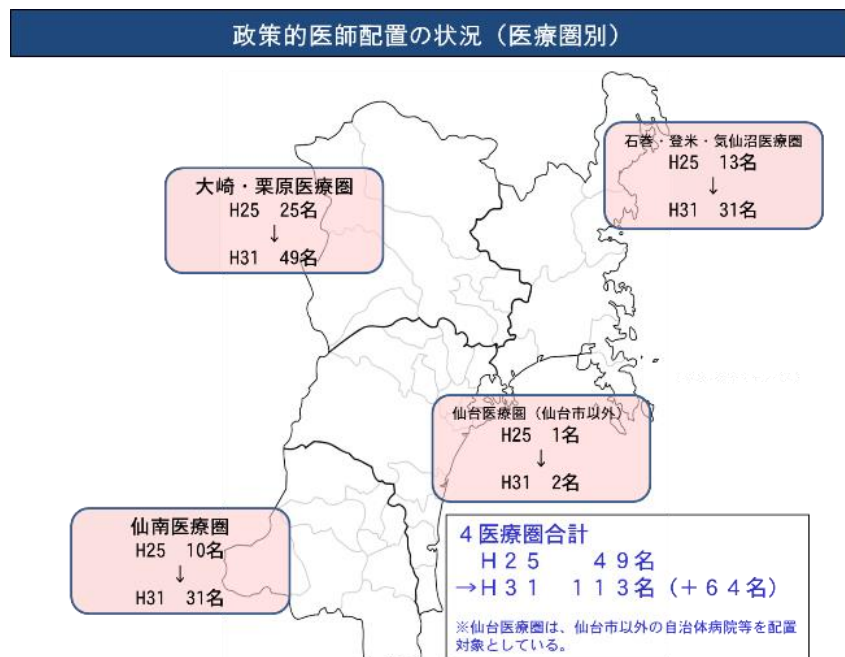 政策的医師配置の状況（医療圏別）
石巻・登米・気仙沼医療圏
H25　13名
↓
H31　31名
大崎・栗原医療圏
H25　25名
↓
H31　49名
仙台医療圏（仙台市以外）
H25　1名
↓
H31　2名
仙南医療圏
H25　10名
↓
H31　31名
４医療圏合計
Ｈ２５　　４９名
→Ｈ３１　１１３名（＋６４名）
※仙台医療圏は、仙台市以外の自治体病院等を配置
対象としている。